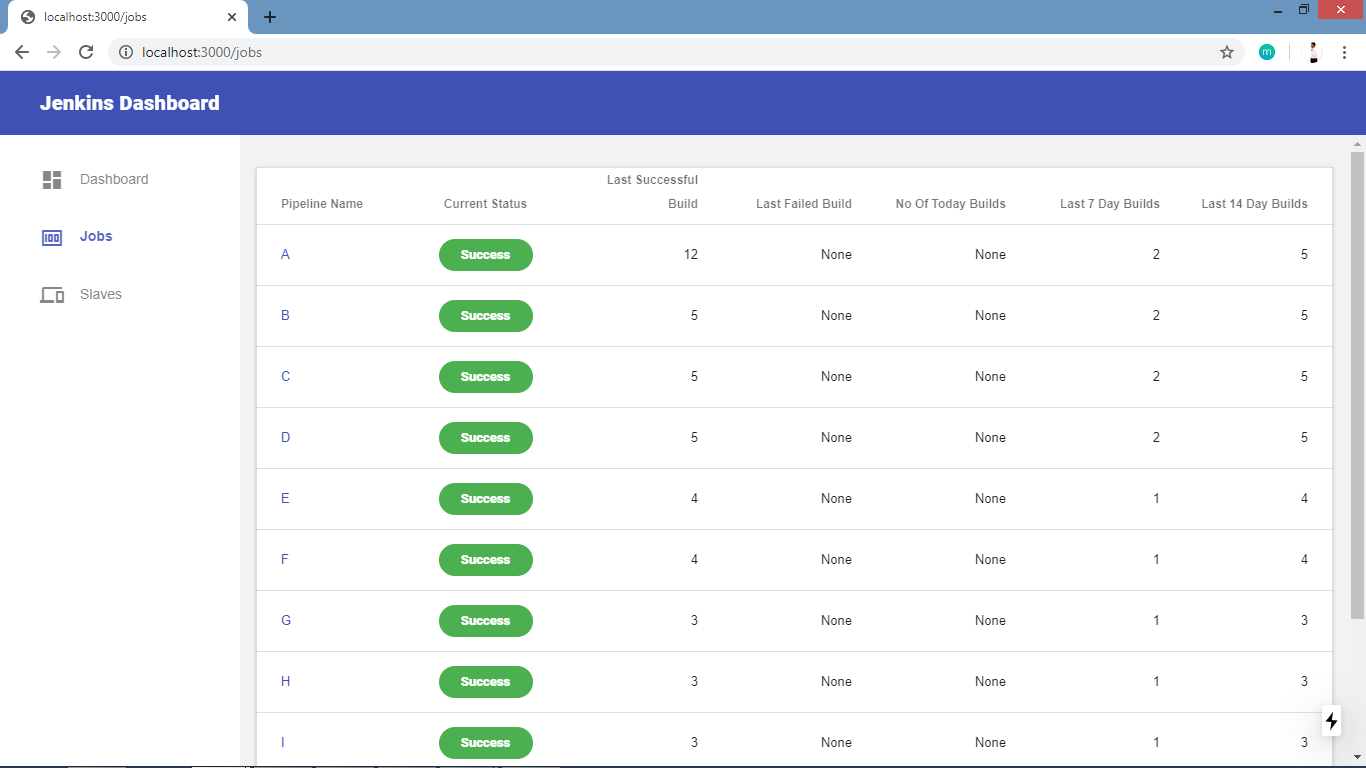 localhost:3000/jobs
localhost:3000/jobs
m
Jenkins Dashboard
Dashboard
Jobs
Slaves
Pipeline Name Current Status Last Successful Build Last Failed Build No Of Today Builds Last 7 Day Builds Last 14 Day Builds
A Success 12 None None 2 5
B Success 5 None None 2 5
C Success 5 None None 2 5
D Success 5 None None 2 5
E Success 4 None None 1 4
F Success 4 None None 1 4
G Success 3 None None 1 3
H Success 3 None None 1 3
I Success 3 None None 1 3